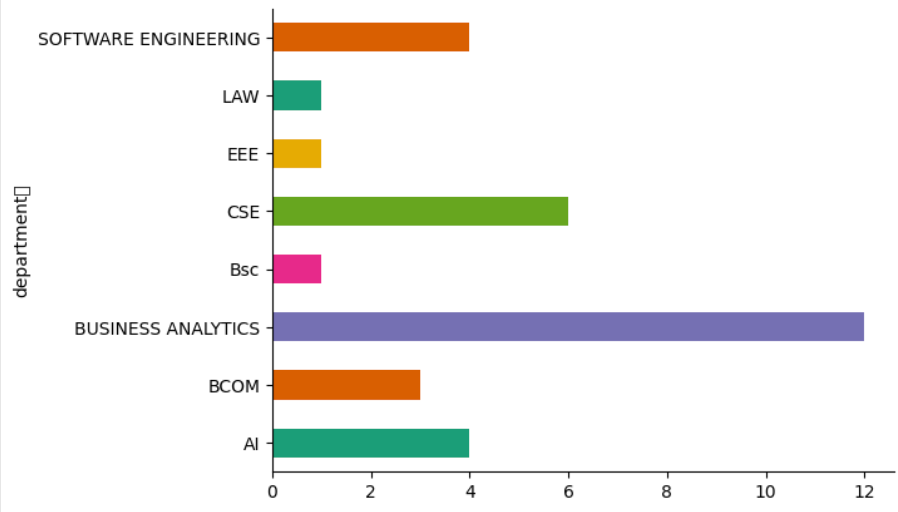 SOFTWARE ENGINEERING
LAW
EEE
CSE
Bsc
BUSINESS ANALYTICS
BCOM
AI
department
0 2 4 6 8 10 12